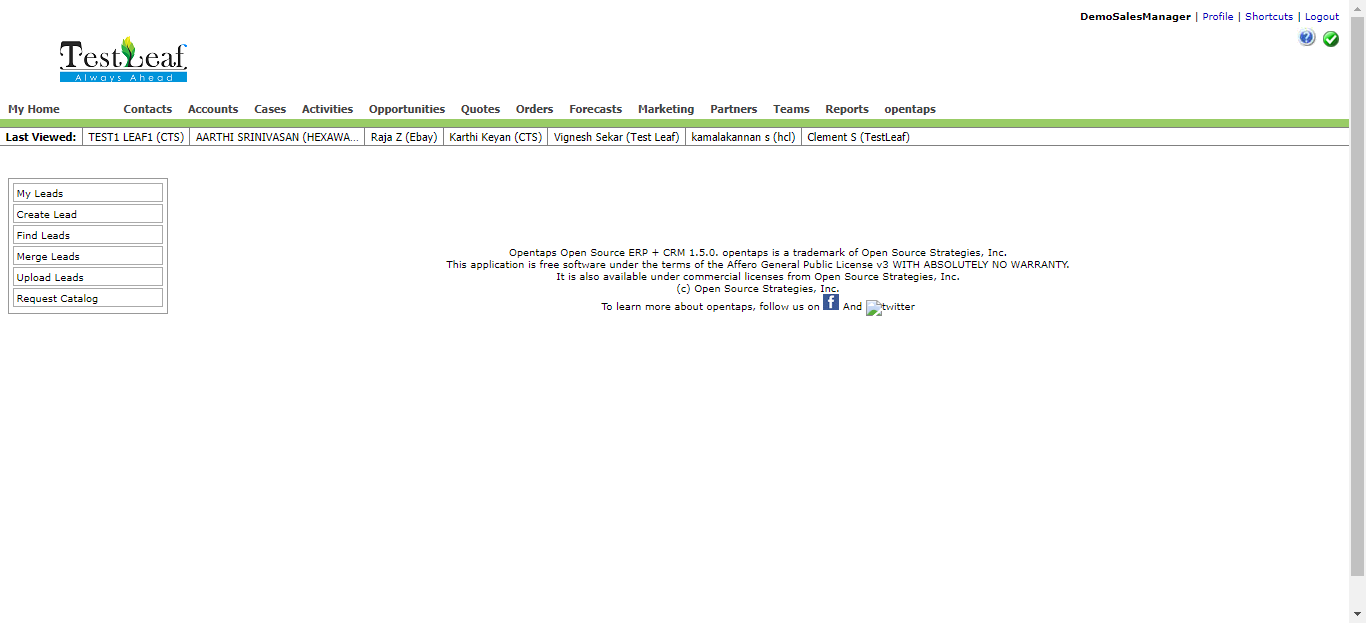 DemoSalesManager | Profile | Shortcuts | Logout
TestLeaf
Always Ahead
My Home Contacts Accounts Cases Activities Opportunities Quotes Orders Forecasts Marketing Partners Teams Reports opentaps
Last Viewed: TEST1 LEAF1 (CTS) AARTHI SRINIVASAN (HEXAWA... Raja Z (Ebay) Karthi Keyan (CTS) Vignesh Sekar (Test Leaf) kamalakannan s (hcl) Clement S (TestLeaf)
My Leads
Create Lead
Find Leads
Merge Leads
Upload Leads
Request Catalog
Opentaps Open Source ERP + CRM 1.5.0. opentaps is a trademark of Open Source Strategies, Inc.
This application is free software under the terms of the Affero General Public License v3 WITH ABSOLUTELY NO WARRANTY.
It is also available under commercial licenses from Open Source Strategies, Inc.
(c) Open Source Strategies, Inc.
To learn more about opentaps, follow us on f And twitter